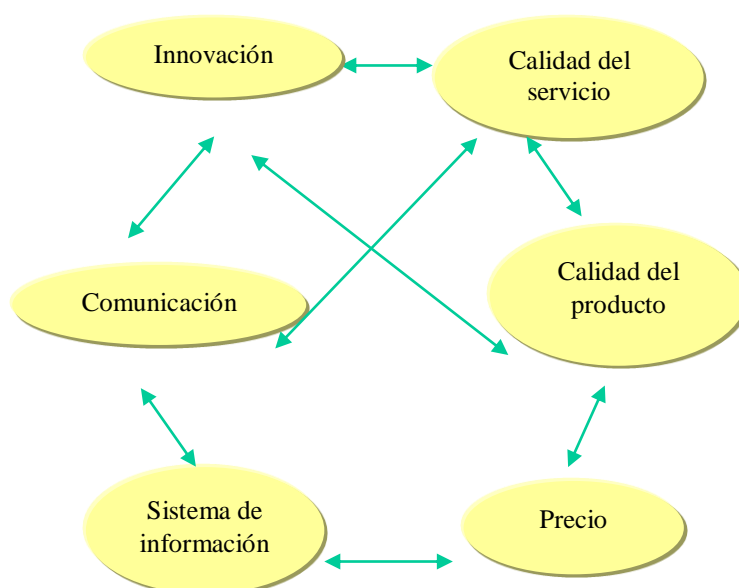 Innovación
Calidad del
servicio
Comunicación
Calidad del
producto
Sistema de
información
Precio